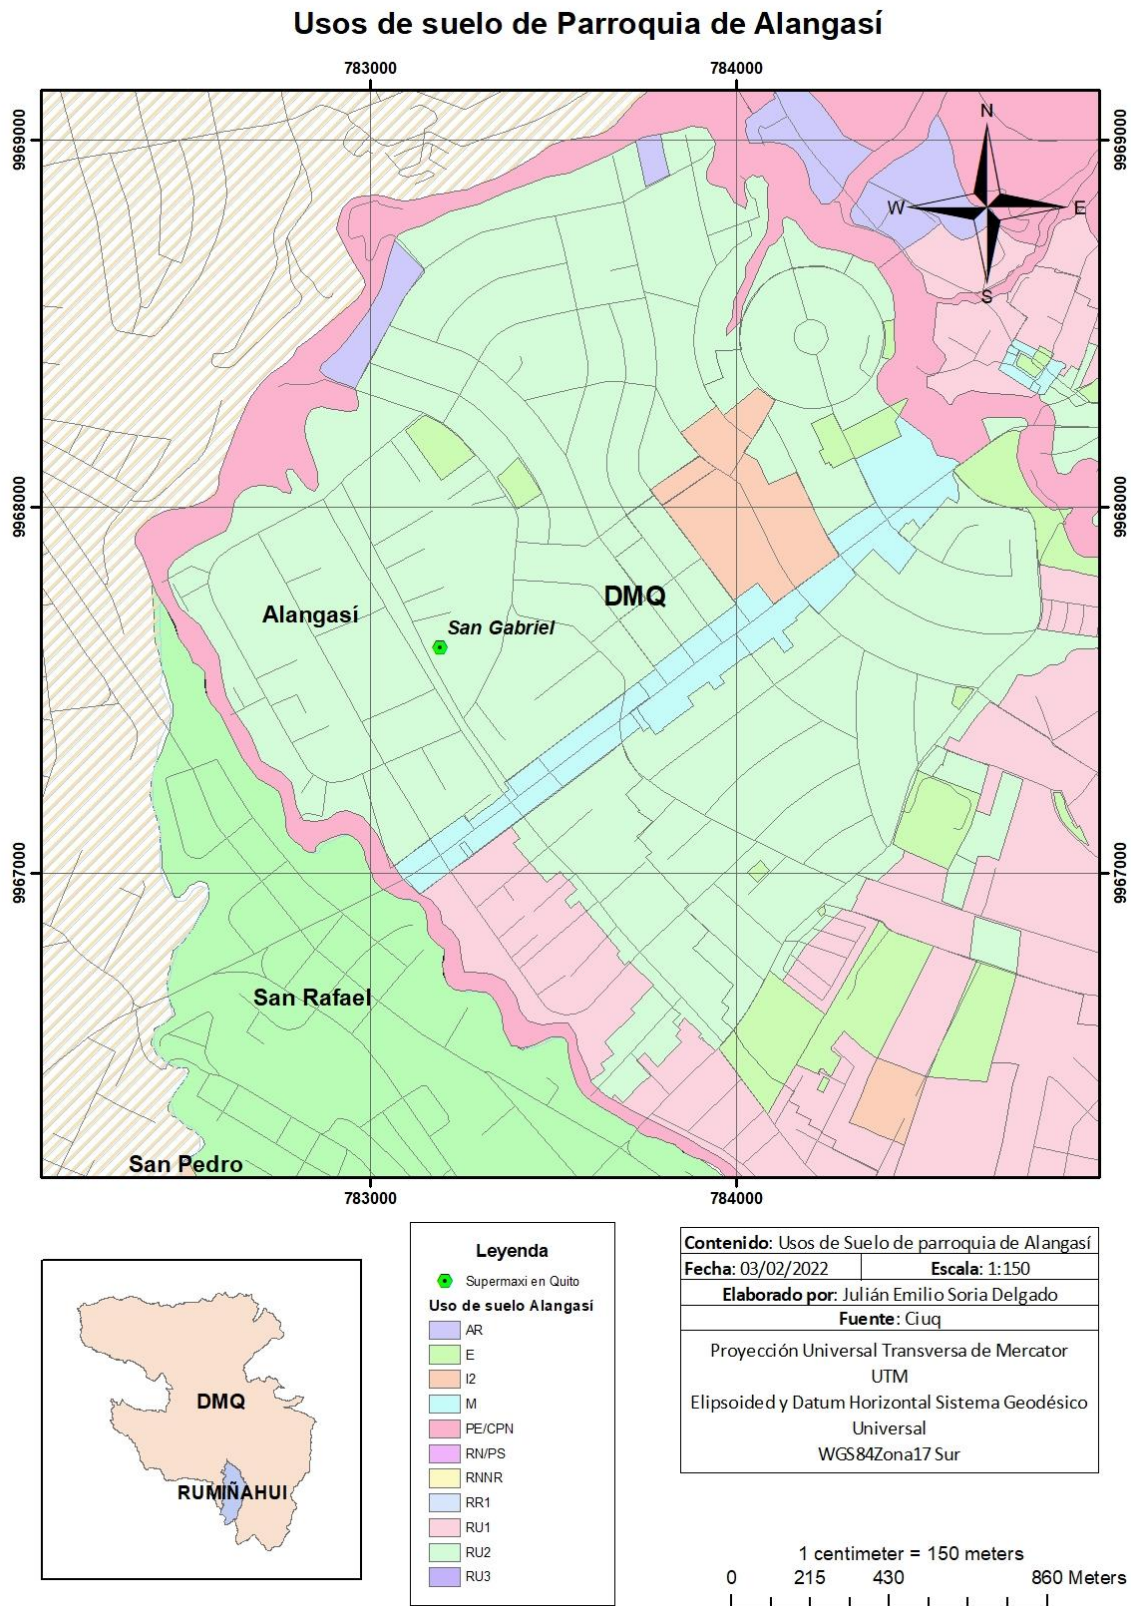 Usos de suelo de Parroquia de Alangasí
783000
784000
9969000
9969000
N
W
E
S
9968000
9968000
DMQ
Alangasí
San Gabriel
9967000
9967000
San Rafael
San Pedro
783000
784000
DMQ
RUMIÑAHUI
Leyenda
Supermaxi en Quito
Uso de suelo Alangasí
AR
E
I2
M
PE/CPN
RN/PS
RNNR
RR1
RU1
RU2
RU3
Contenido: Usos de Suelo de parroquia de Alangasí
Fecha: 03/02/2022
Escala: 1:150
Elaborado por: Julián Emilio Soria Delgado
Fuente: Ciuq
Proyección Universal Transversa de Mercator
UTM
Elipsoided y Datum Horizontal Sistema Geodésico
Universal
WGS84Zona17 Sur
1 centimeter = 150 meters
0 215 430 860 Meters